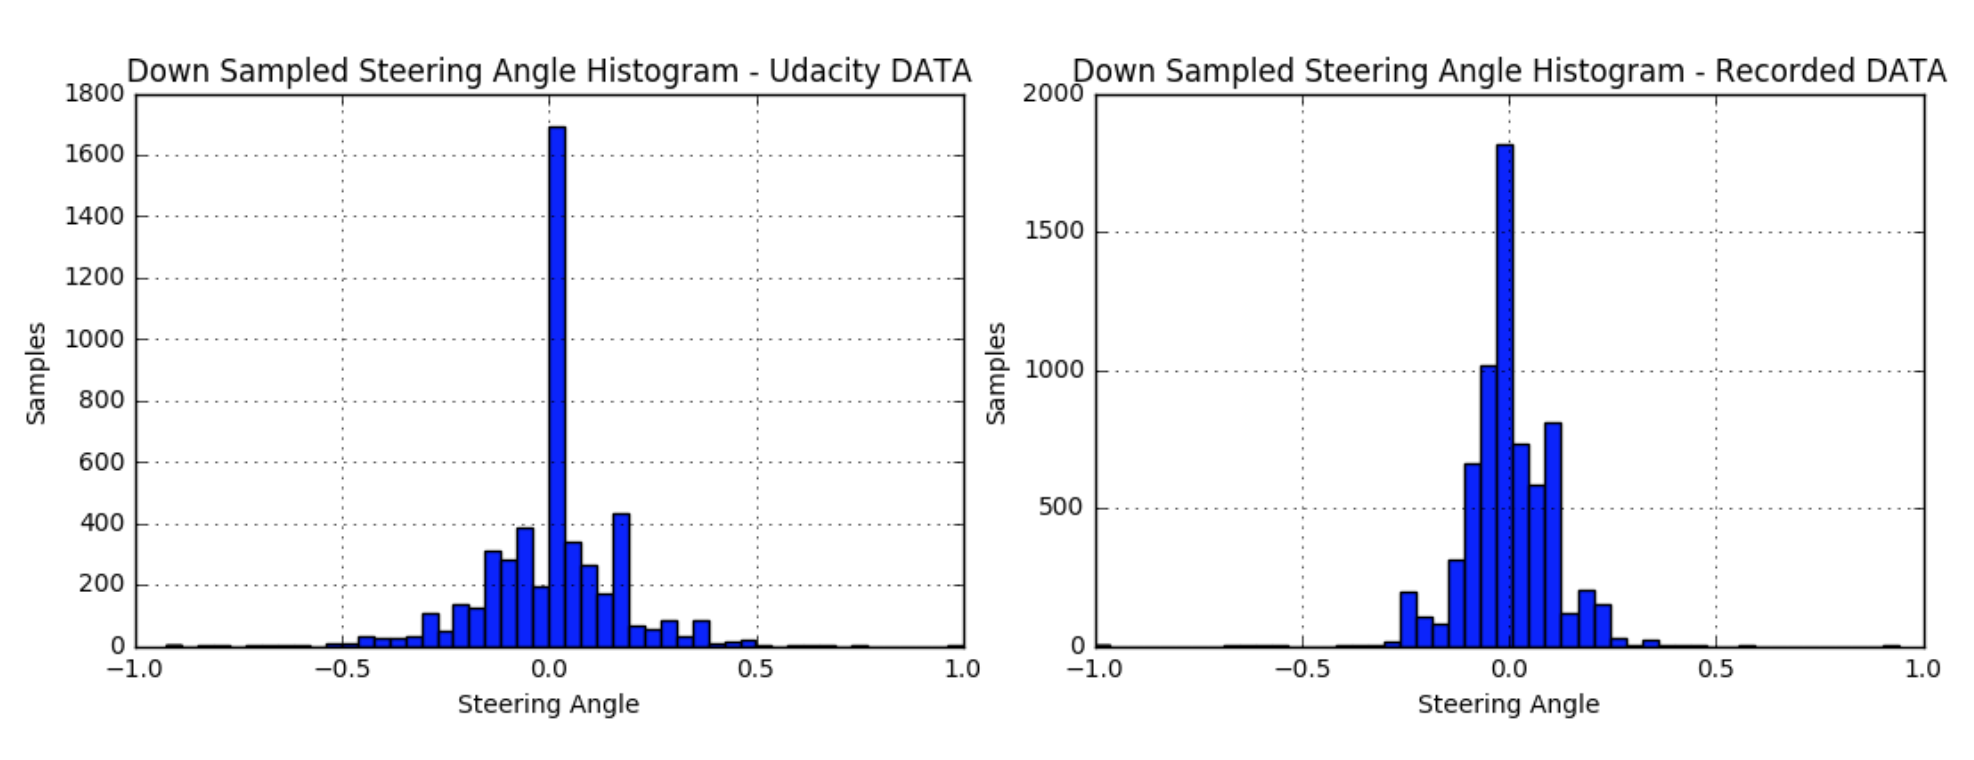 Down Sampled Steering Angle Histogram - Udacity DATA
1800
1600
1400
1200
1000
800
600
400
200
0
Samples
−1.0 −0.5 0.0 0.5 1.0
Steering Angle
Down Sampled Steering Angle Histogram - Recorded DATA
2000
1500
1000
500
0
Samples
−1.0 −0.5 0.0 0.5 1.0
Steering Angle